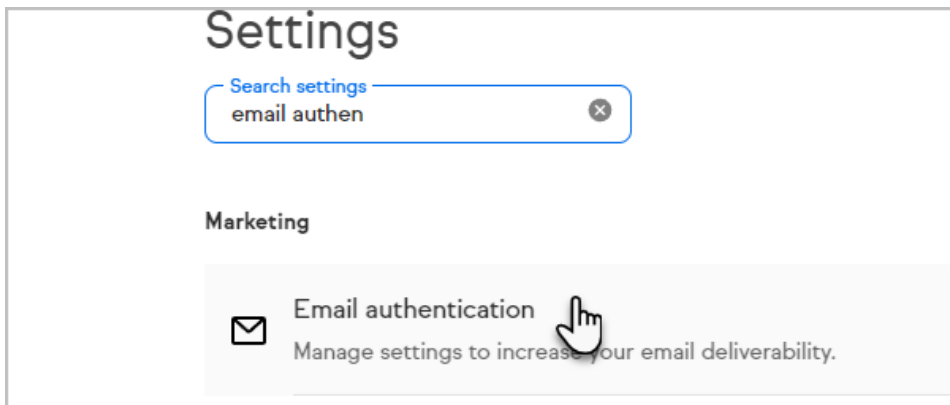 Settings
Search settings
email authen
Marketing
Email authentication
Manage settings to increase your email deliverability.